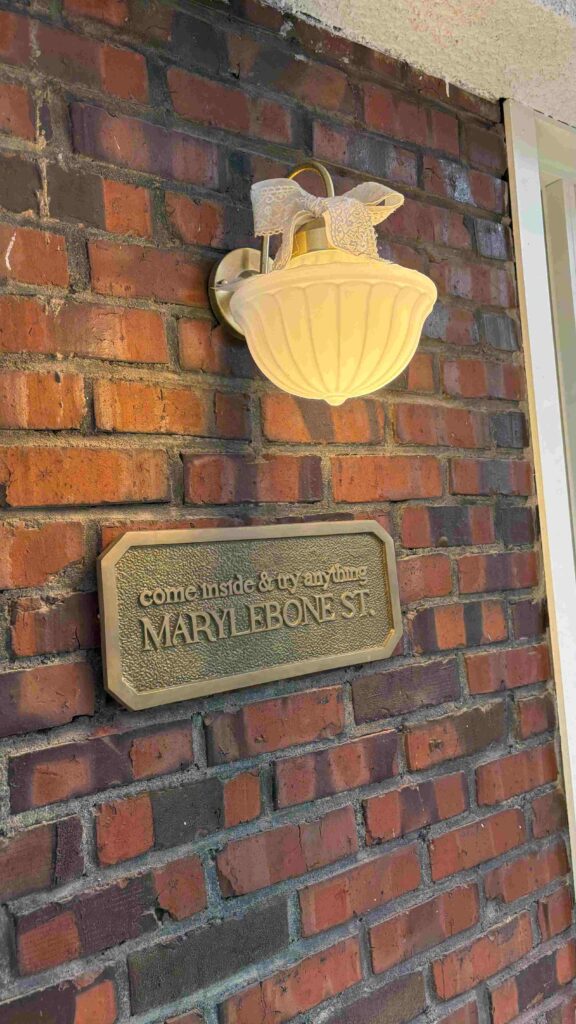 come inside & try anything
MARYLEBONE ST.